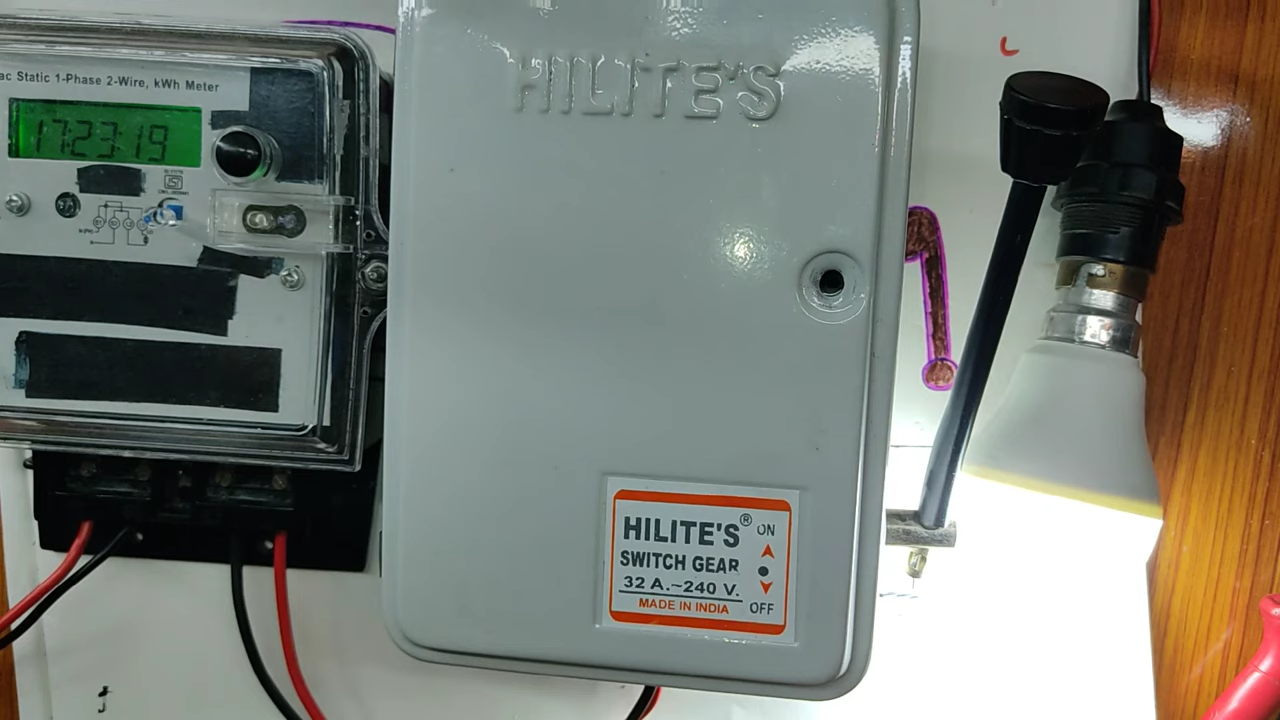 ac Static 1-Phase 2-Wire, kWh Meter
17:23:19
HILITE'S
HILITE'S® ON
SWITCH GEAR
32 A.~240 V.
MADE IN INDIA OFF